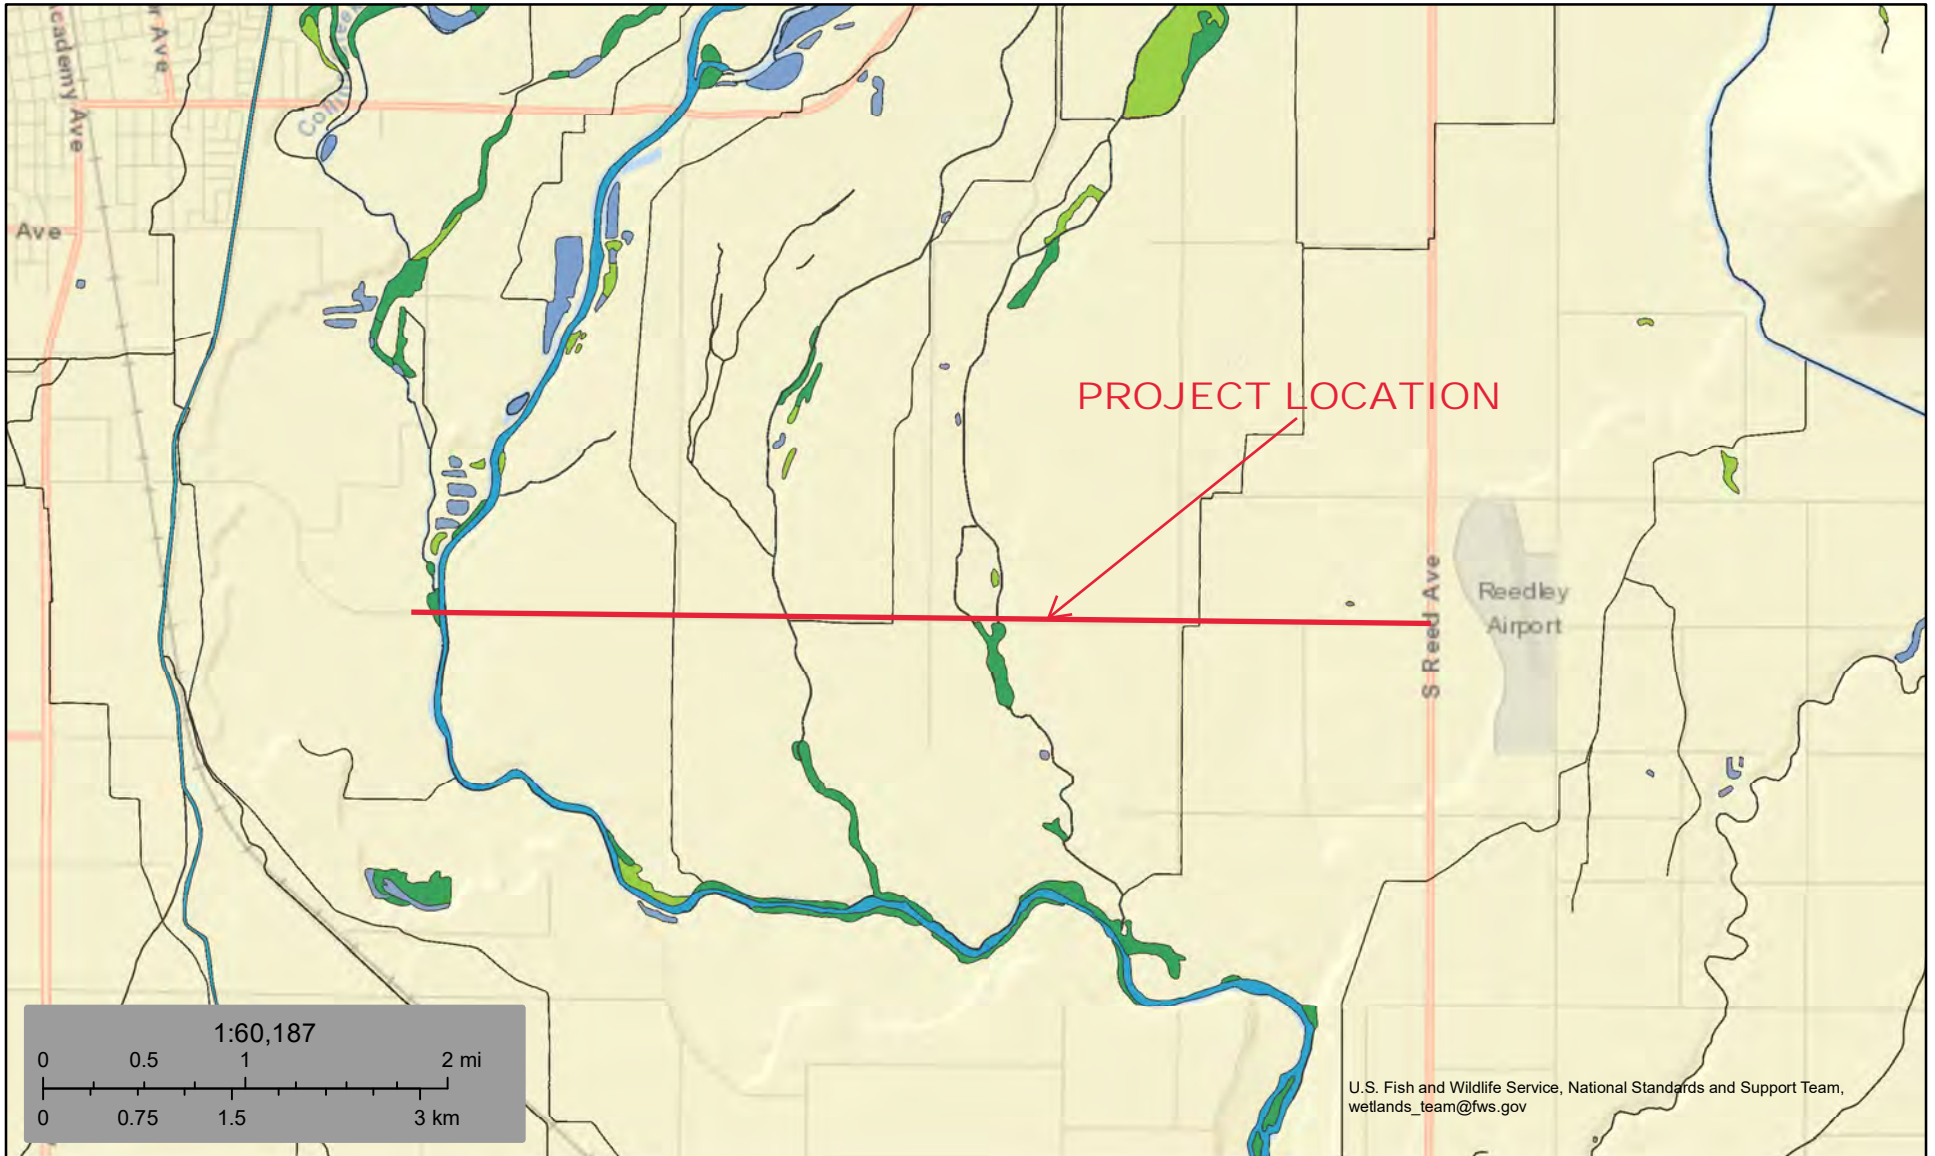 Academy Ave
Ave
Ave
PROJECT LOCATION
S Reed Ave
Reedley
Airport
1:60,187
0 0.5 1 2 mi
0 0.75 1.5 3 km
U.S. Fish and Wildlife Service, National Standards and Support Team,
wetlands_team@fws.gov